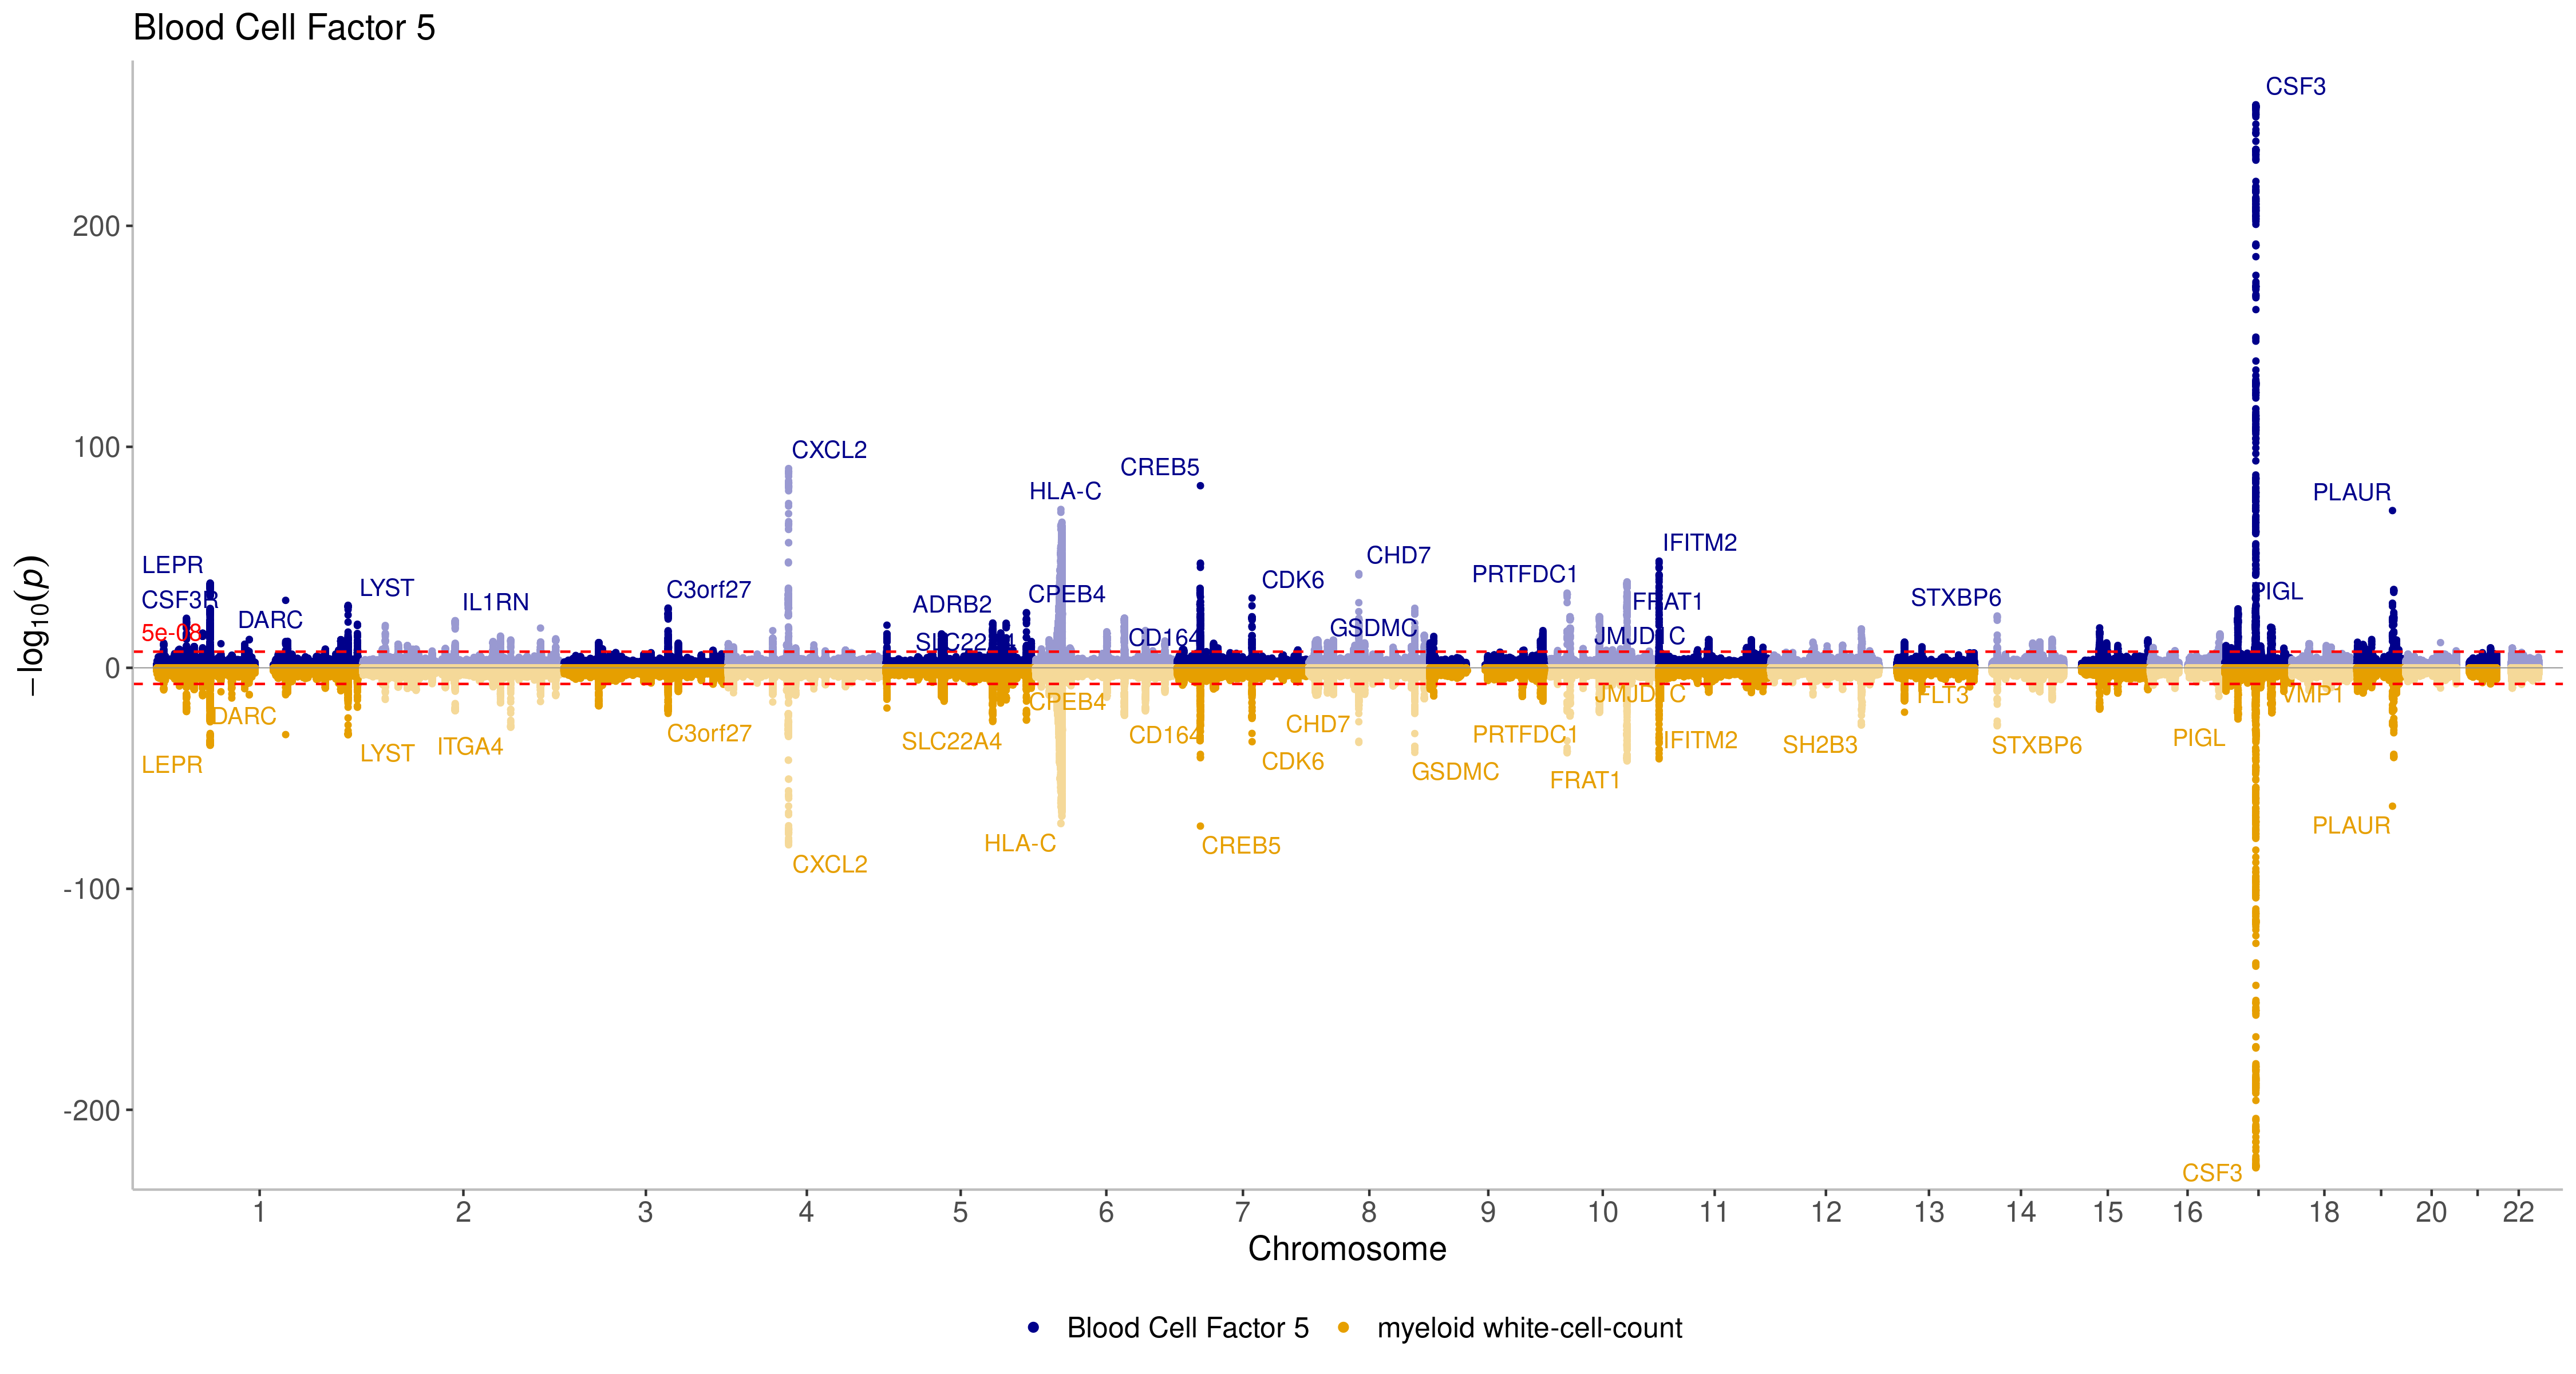 Blood Cell Factor 5
CSF3
200
100
CXCL2
CREB5
HLA-C
PLAUR
LEPR
CSF3R
DARC
5e-08
LYST
IL1RN
C3orf27
ADRB2
CPEB4
SLC22A4
CD164
CDK6
CHD7
GSDMC
PRTFDC1
IFITM2
FRAT1
JMJD1C
STXBP6
PIGL
−log10(p)
0
DARC
LEPR
LYST
ITGA4
C3orf27
CXCL2
SLC22A4
CPEB4
HLA-C
CD164
CREB5
CDK6
CHD7
GSDMC
PRTFDC1
FRAT1
JMJD1C
IFITM2
SH2B3
FLT3
STXBP6
PIGL
VMP1
PLAUR
-100
-200
CSF3
1 2 3 4 5 6 7 8 9 10 11 12 13 14 15 16 18 20 22
Chromosome
Blood Cell Factor 5 myeloid white-cell-count